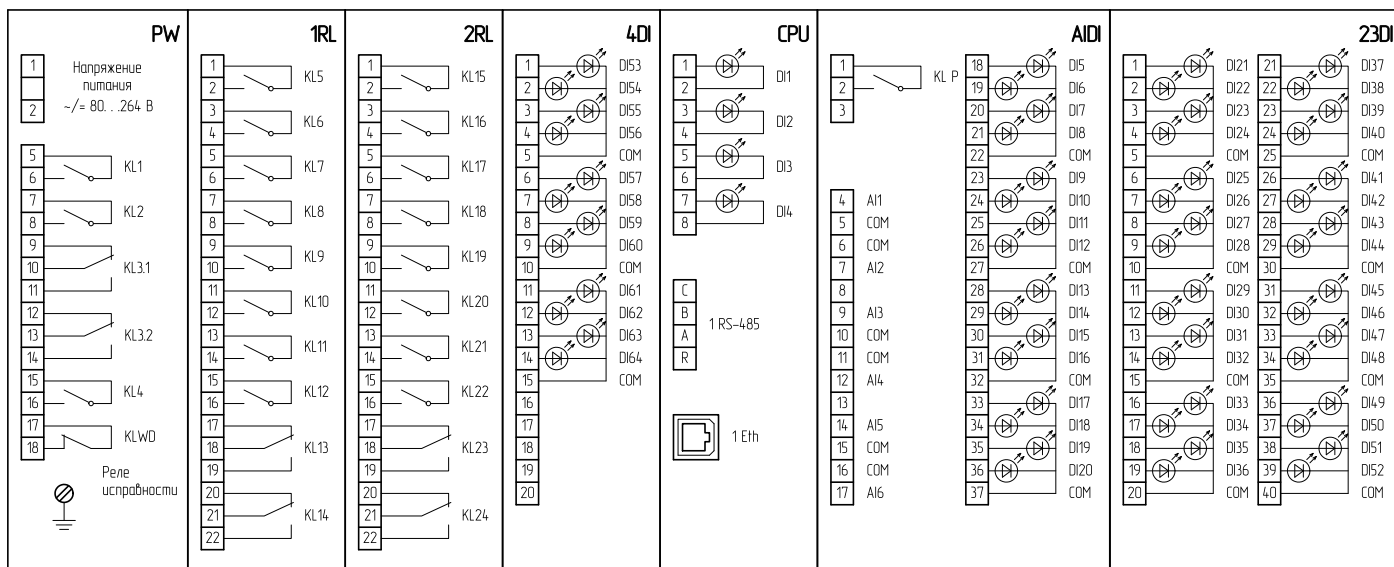 PW
1 Напряжение
питания
2 ~/= 80. . .264 В
5
6 KL1
7
8 KL2
9
10 KL3.1
11
12
13 KL3.2
14
15
16 KL4
17
18 KLWD
Реле
исправности
1RL
1
2 KL5
3
4 KL6
5
6 KL7
7
8 KL8
9
10 KL9
11
12 KL10
13
14 KL11
15
16 KL12
17
18 KL13
19
20
21 KL14
22
2RL
1
2 KL15
3
4 KL16
5
6 KL17
7
8 KL18
9
10 KL19
11
12 KL20
13
14 KL21
15
16 KL22
17
18 KL23
19
20
21 KL24
22
4DI
1 DI53
2 DI54
3 DI55
4 DI56
5 COM
6 DI57
7 DI58
8 DI59
9 DI60
10 COM
11 DI61
12 DI62
13 DI63
14 DI64
15 COM
16
17
18
19
20
CPU
1
2 DI1
3
4 DI2
5
6 DI3
7
8 DI4
C
B
A
R
1 RS-485
1 Eth
AIDI
1
2 KL P
3
4 AI1
5 COM
6 COM
7 AI2
8
9 AI3
10 COM
11 COM
12 AI4
13
14 AI5
15 COM
16 COM
17 AI6
18 DI5
19 DI6
20 DI7
21 DI8
22 COM
23 DI9
24 DI10
25 DI11
26 DI12
27 COM
28 DI13
29 DI14
30 DI15
31 DI16
32 COM
33 DI17
34 DI18
35 DI19
36 DI20
37 COM
23DI
1 DI21
2 DI22
3 DI23
4 DI24
5 COM
6 DI25
7 DI26
8 DI27
9 DI28
10 COM
11 DI29
12 DI30
13 DI31
14 DI32
15 COM
16 DI33
17 DI34
18 DI35
19 DI36
20 COM
21 DI37
22 DI38
23 DI39
24 DI40
25 COM
26 DI41
27 DI42
28 DI43
29 DI44
30 COM
31 DI45
32 DI46
33 DI47
34 DI48
35 COM
36 DI49
37 DI50
38 DI51
39 DI52
40 COM